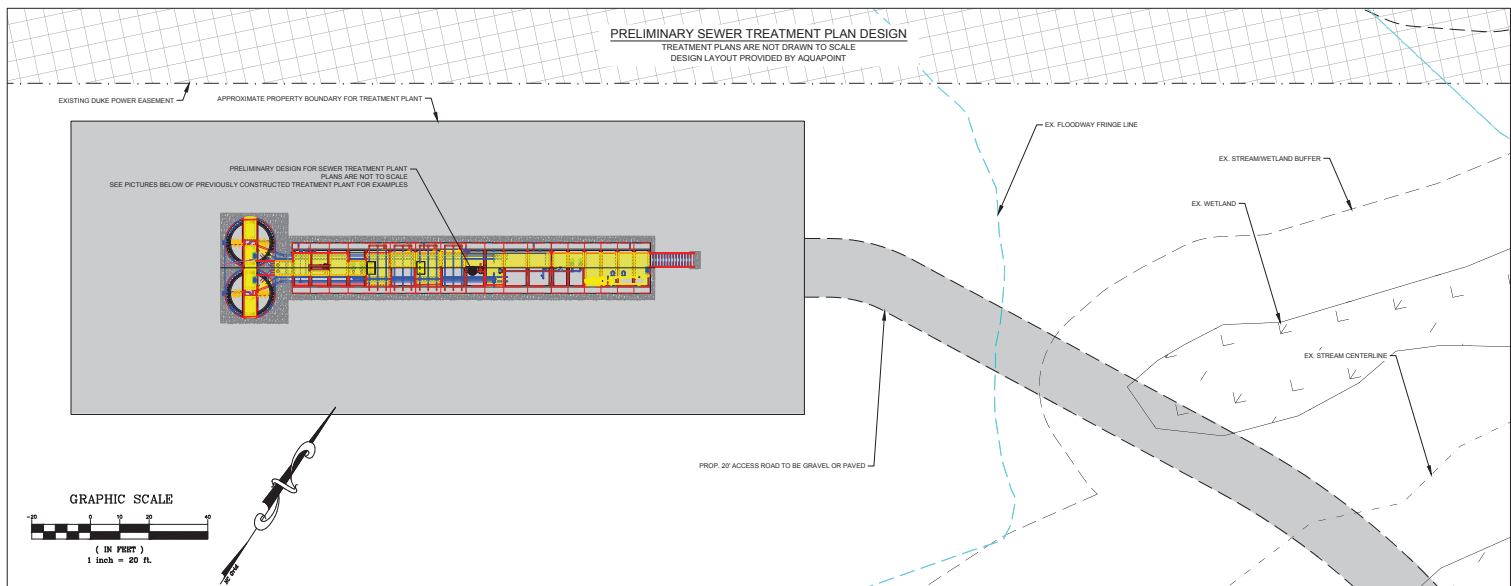 PRELIMINARY SEWER TREATMENT PLAN DESIGN
TREATMENT PLANS ARE NOT DRAWN TO SCALE
DESIGN LAYOUT PROVIDED BY AQUAPOINT
EXISTING DUKE POWER EASEMENT
APPROXIMATE PROPERTY BOUNDARY FOR TREATMENT PLANT
EX. FLOODWAY FRINGE LINE
EX. STREAM/WETLAND BUFFER
PRELIMINARY DESIGN FOR SEWER TREATMENT PLANT
PLANS ARE NOT TO SCALE
SEE PICTURES BELOW OF PREVIOUSLY CONSTRUCTED TREATMENT PLANT FOR EXAMPLES
EX. WETLAND
EX. STREAM CENTERLINE
PROP. 20' ACCESS ROAD TO BE GRAVEL OR PAVED
GRAPHIC SCALE
-20 0 10 20 40
( IN FEET )
1 inch = 20 ft.
NC Grid